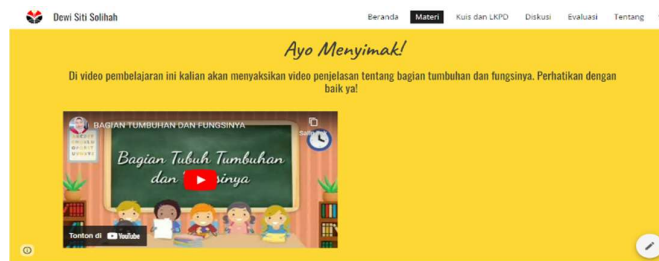 Dewi Siti Solihah
Beranda Materi Kuis dan LKPD Diskusi Evaluasi Tentang
Ayo Menyimak!
Di video pembelajaran ini kalian akan menyaksikan video penjelasan tentang bagian tumbuhan dan fungsinya. Perhatikan dengan
baik ya!
BAGIAN TUMBUHAN DAN FUNGSINYA
Bagian Tubuh Tumbuhan
dan
Tonton di YouTube